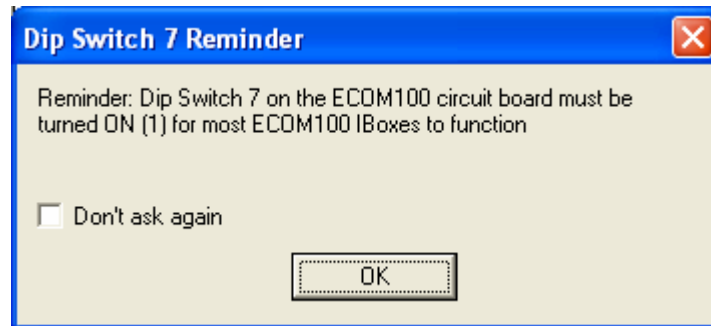 Dip Switch 7 Reminder
Reminder: Dip Switch 7 on the ECOM100 circuit board must be
turned ON (1) for most ECOM100 IBoxes to function
Don't ask again
OK